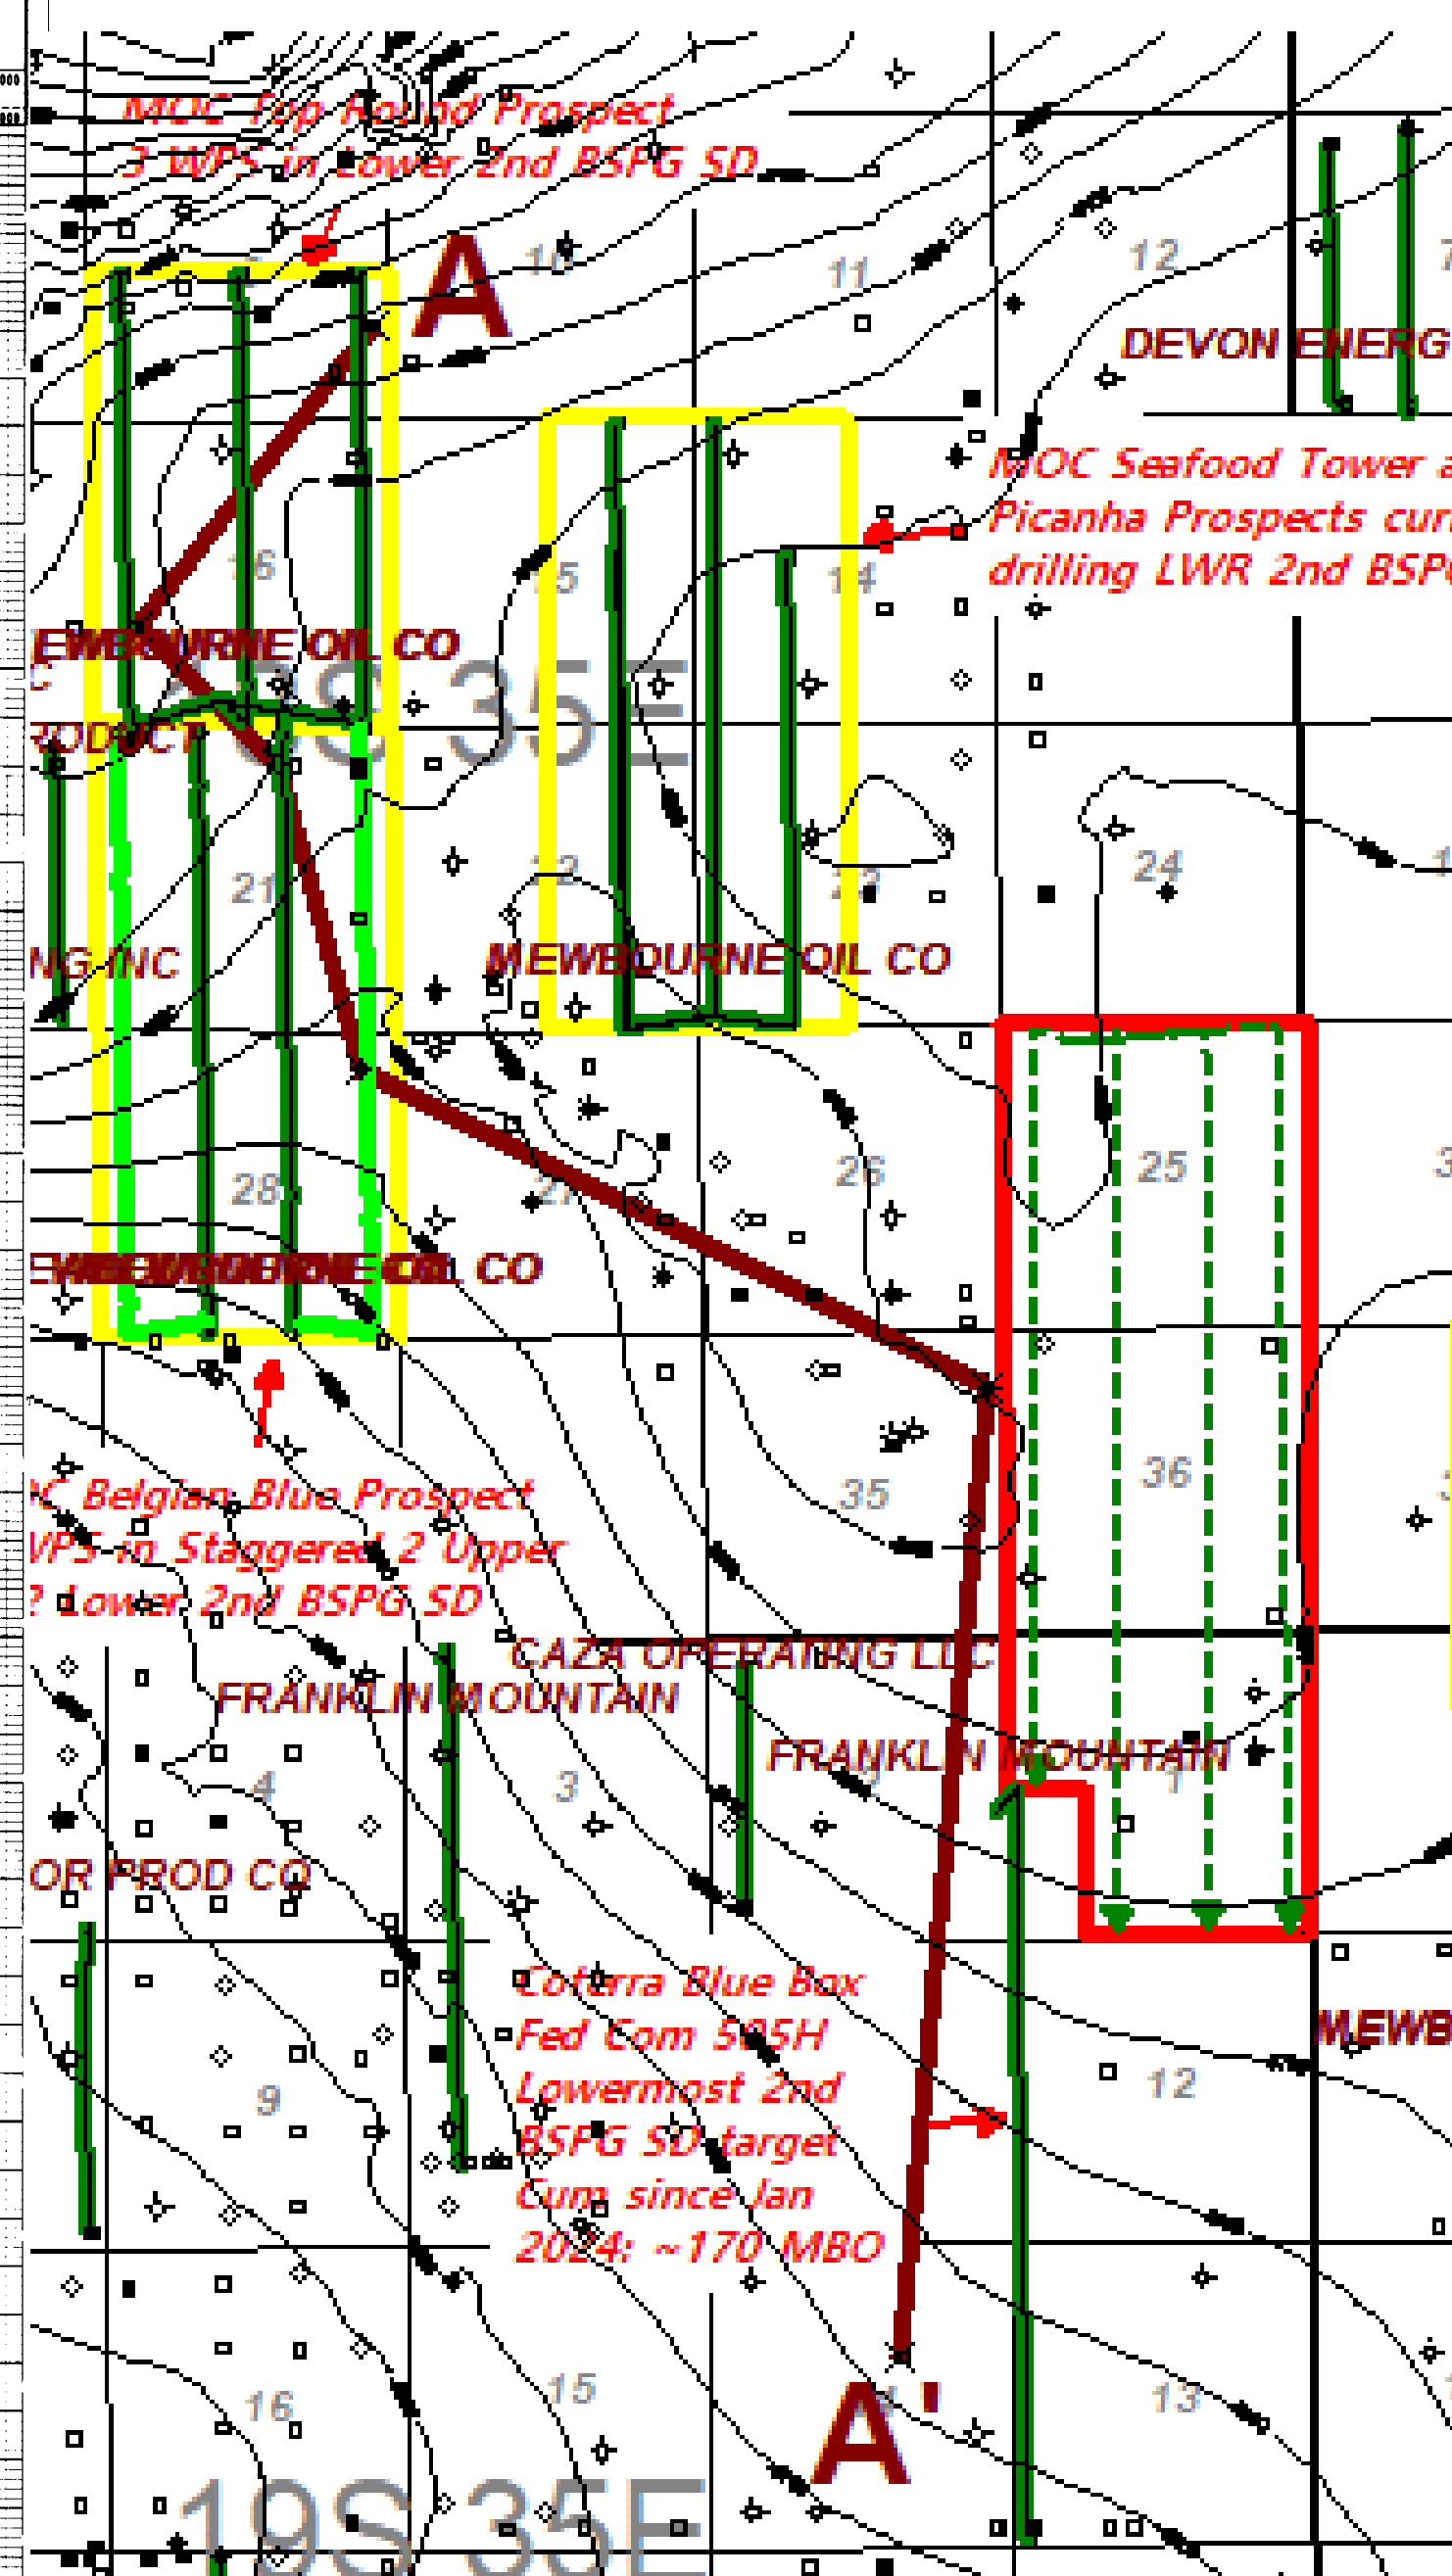 MOC Top Round Prospect
3 WPS in Lower 2nd BSPG SD
A
10
11
12
7
DEVON ENERG
MOC Seafood Tower a
Picanha Prospects curr
drilling LWR 2nd BSPG
16
15
14
EWBOURNE OIL CO
35E
RODUCT
21
22
23
24
1
NG INC
MEWBOURNE OIL CO
25
26
27
28
3
OIL CO
36
35
C Belgian Blue Prospect
WPS in Staggered 2 Upper
2 Lower 2nd BSPG SD
CAZA OPERATING LLC
FRANKLIN MOUNTAIN
FRANKLIN MOUNTAIN
4
3
1
OR PROD CO
Coterra Blue Box
Fed Com 505H
Lowermost 2nd
BSPG SD target
Cum since Jan
2024: ~170 MBO
MEWB
9
12
16
15
13
A'
19S 35E